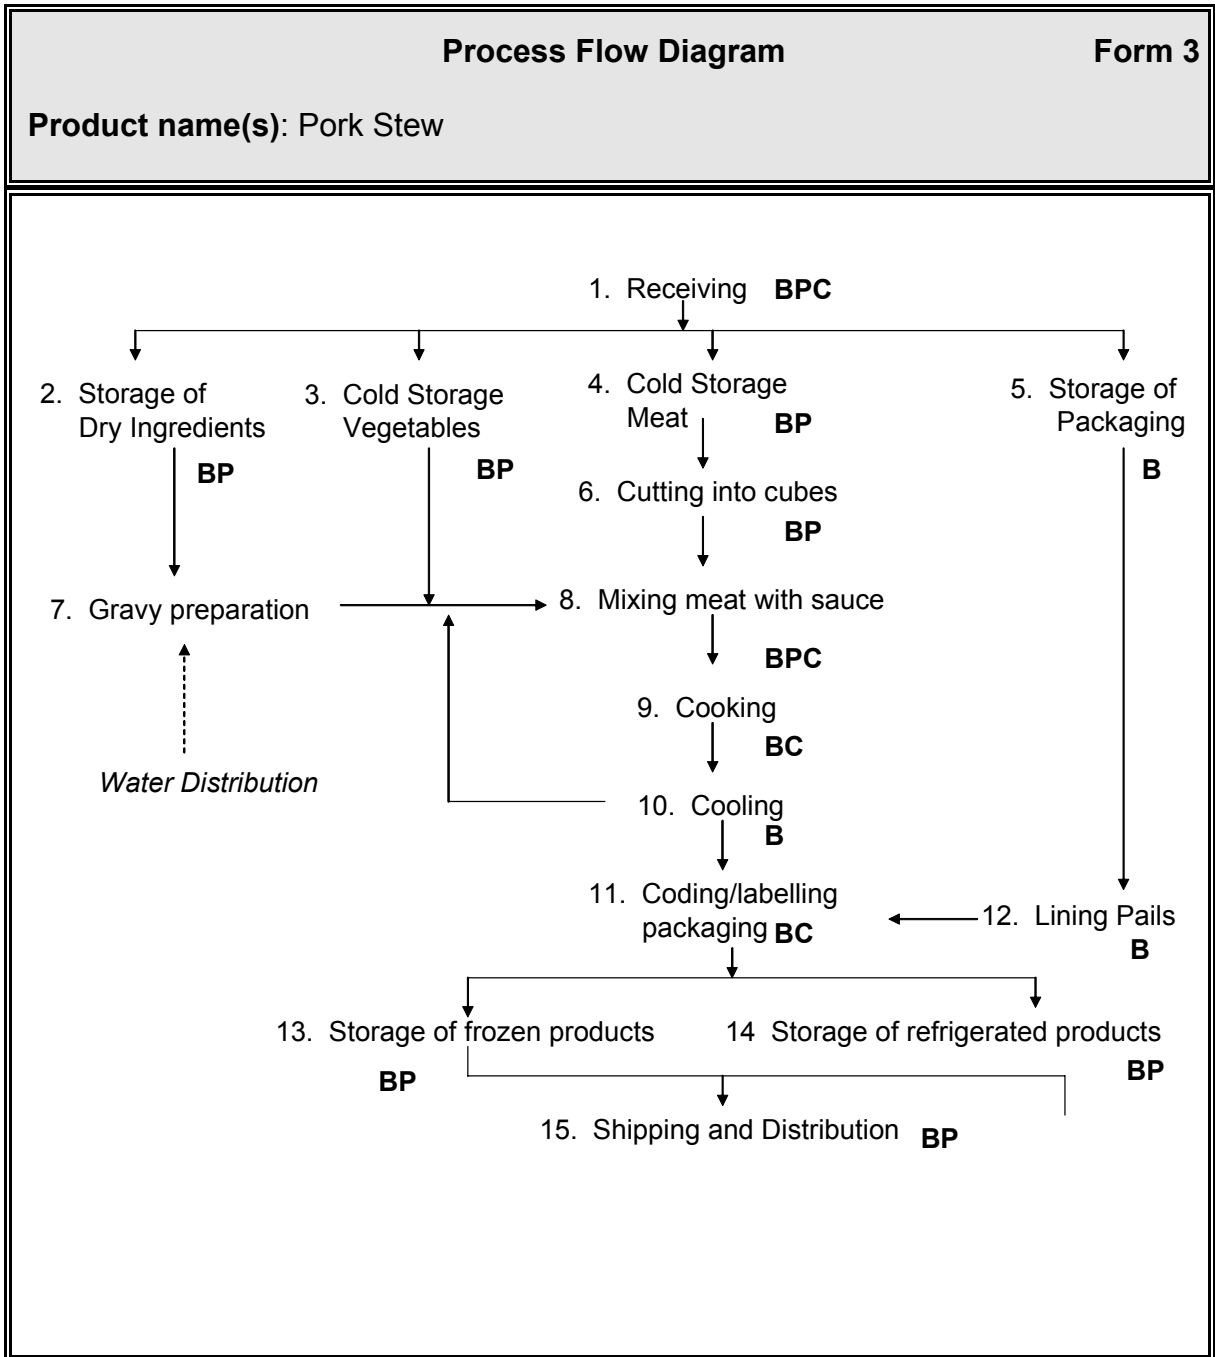 Process Flow Diagram Form 3
Product name(s): Pork Stew
1. Receiving BPC
2. Storage of
Dry Ingredients
BP
3. Cold Storage
Vegetables
BP
4. Cold Storage
Meat
BP
5. Storage of
Packaging
B
6. Cutting into cubes
BP
7. Gravy preparation
8. Mixing meat with sauce
BPC
9. Cooking
BC
Water Distribution
10. Cooling
B
11. Coding/labelling
packaging BC
12. Lining Pails
B
13. Storage of frozen products
BP
14 Storage of refrigerated products
BP
15. Shipping and Distribution BP